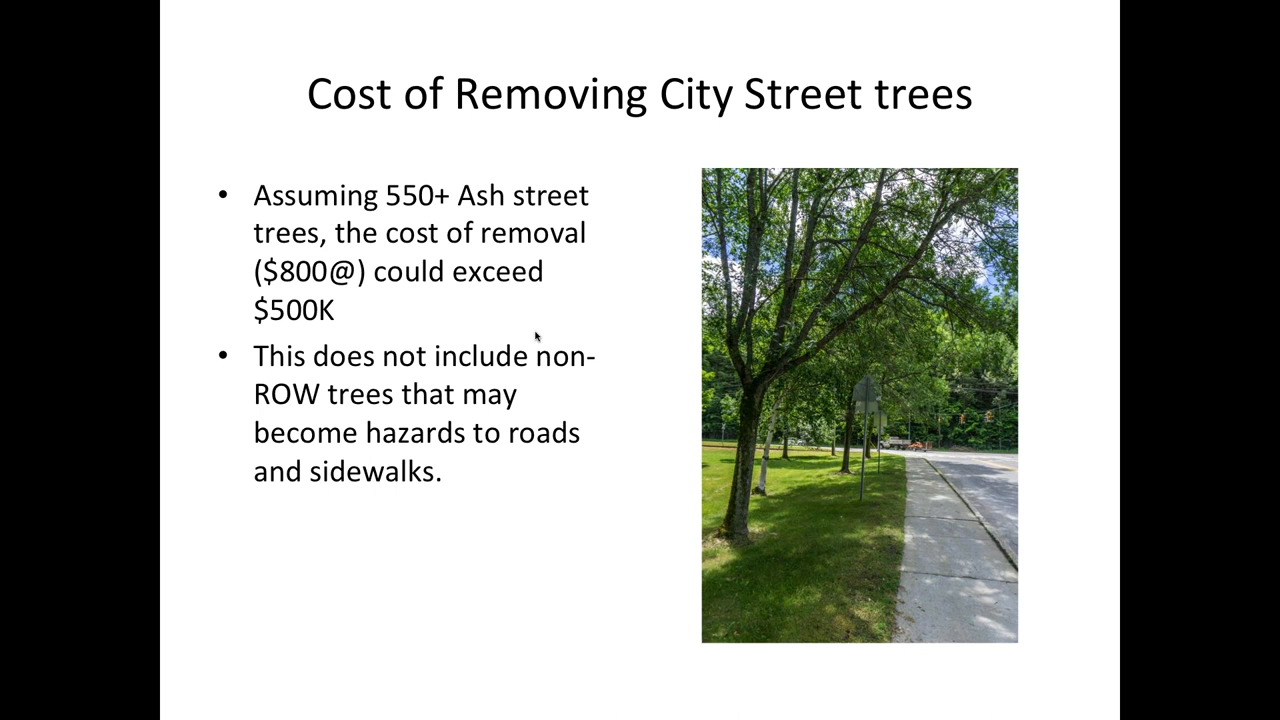 Cost of Removing City Street trees
• Assuming 550+ Ash street
trees, the cost of removal
($800@) could exceed
$500K
• This does not include non-
ROW trees that may
become hazards to roads
and sidewalks.